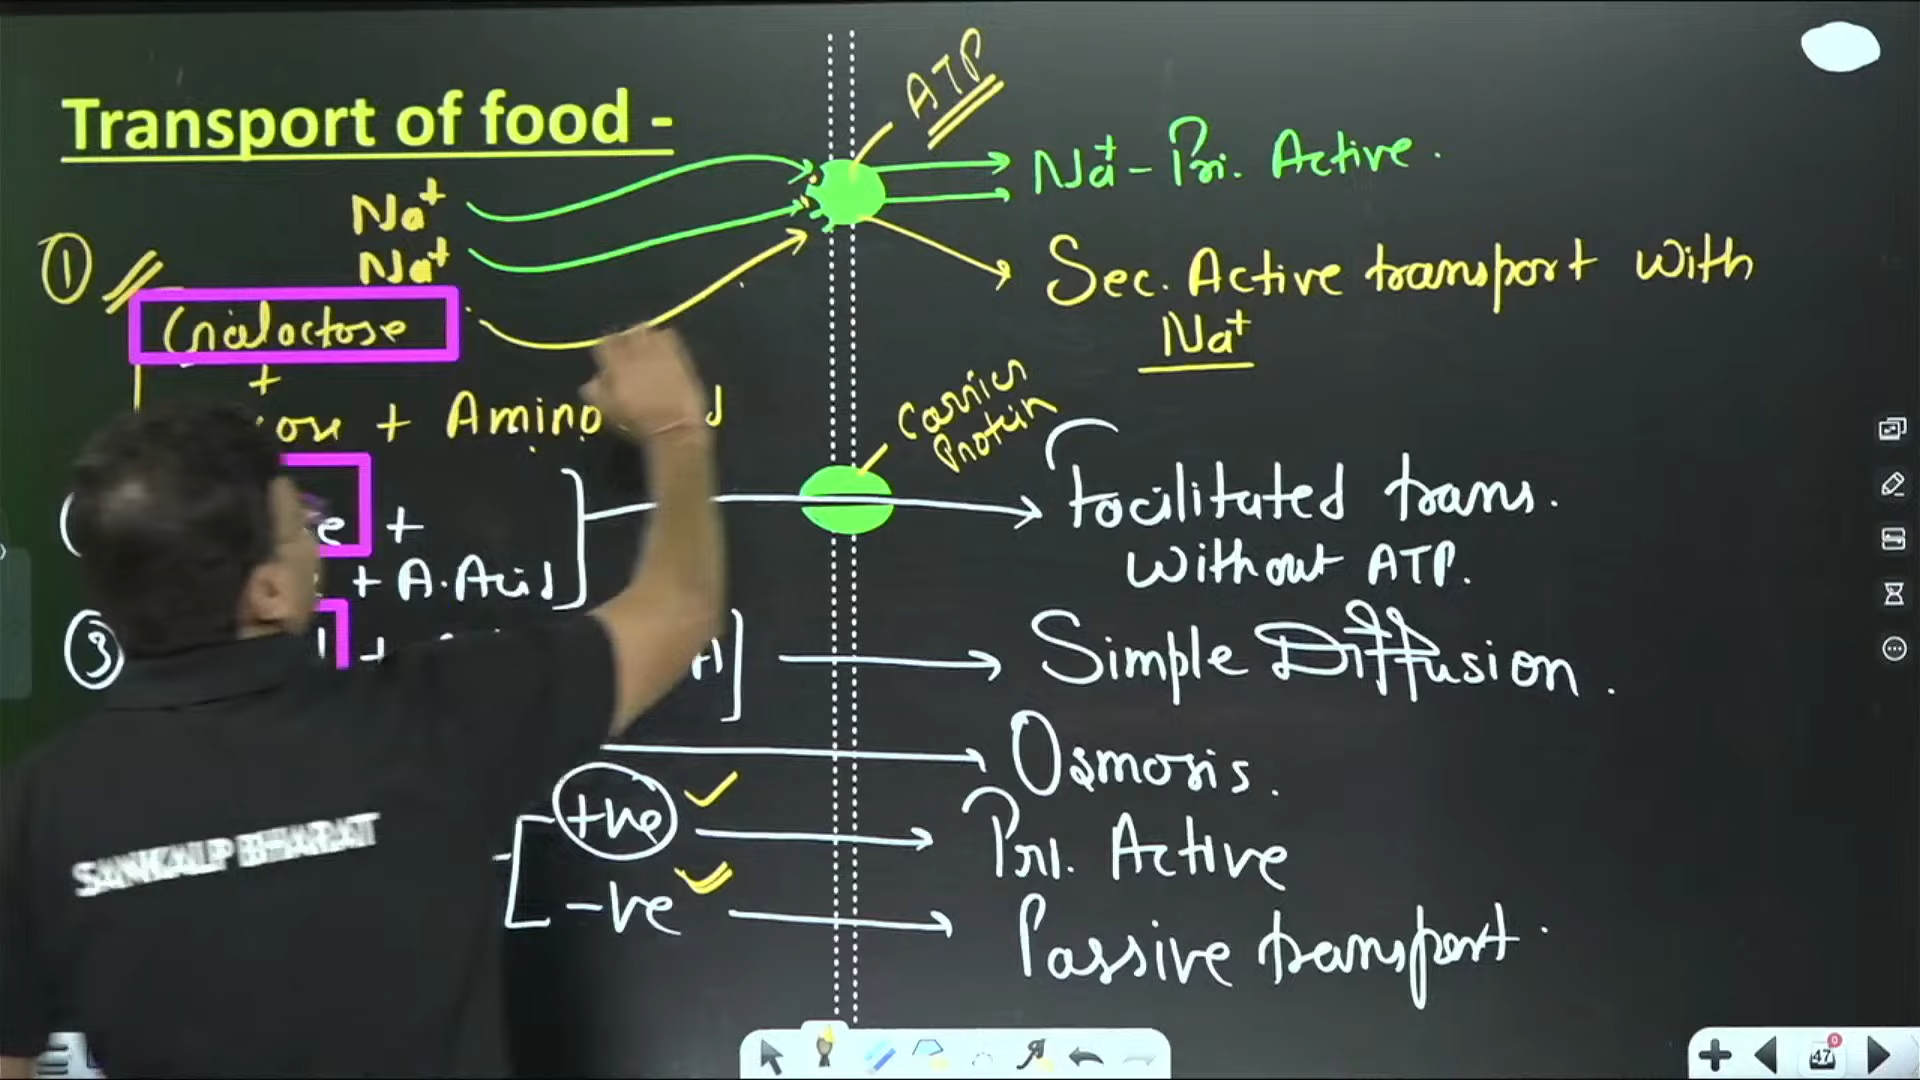 Transport of food -
ATP
Na+
Na+ - Pri. Active.
Na+
① Galactose
Sec. Active transport with
Na+
+
+ Amino
Carrier
Protein
+
Facilitated trans.
+ A. Acid
Without ATP.
③ +
Simple Diffusion.
Osmosis.
+ve
Pri. Active
-ve
Passive transport.
SANKALP BHARAT
47
0